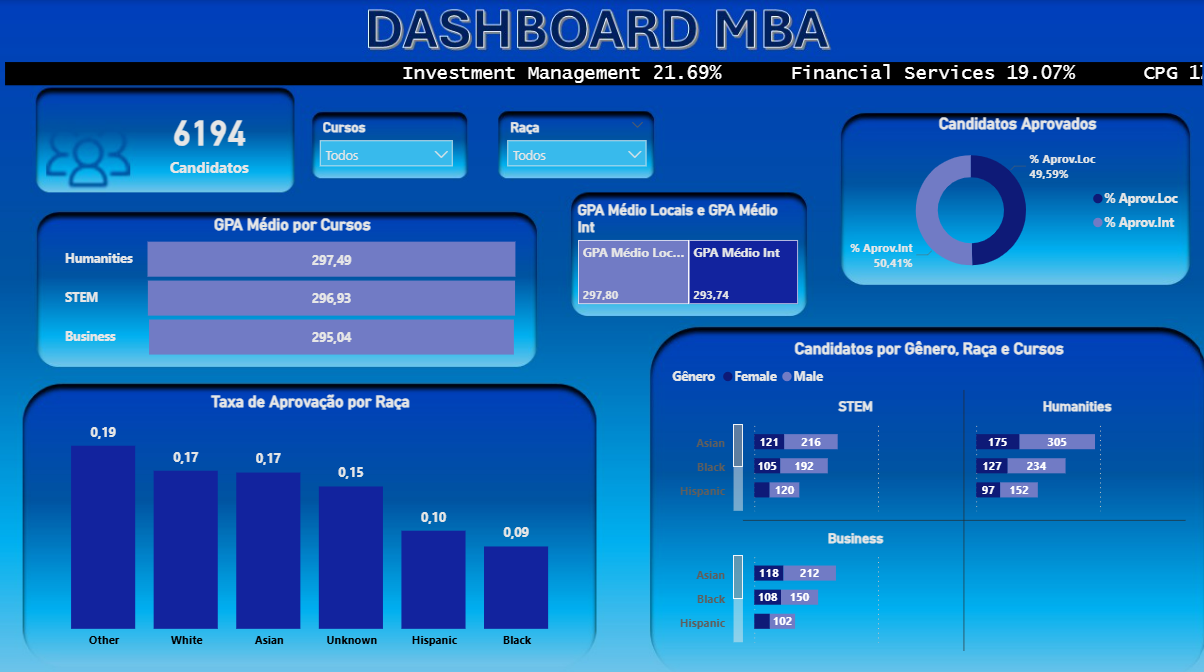 DASHBOARD MBA
Investment Management 21.69% Financial Services 19.07% CPG
6194
Candidatos
Cursos
Todos
Raça
Todos
Candidatos Aprovados
% Aprov.Loc
49,59%
% Aprov.Int
50,41%
% Aprov.Loc
% Aprov.Int
GPA Médio por Cursos
Humanities 297,49
STEM 296,93
Business 295,04
GPA Médio Locais e GPA Médio
Int
GPA Médio Loc... GPA Médio Int
297,80 293,74
Taxa de Aprovação por Raça
0,19 0,17 0,17 0,15 0,10 0,09
Other White Asian Unknown Hispanic Black
Candidatos por Gênero, Raça e Cursos
Gênero Female Male
STEM
Asian 121 216
Black 105 192
Hispanic 120
Humanities
175 305
127 234
97 152
Business
Asian 118 212
Black 108 150
Hispanic 102